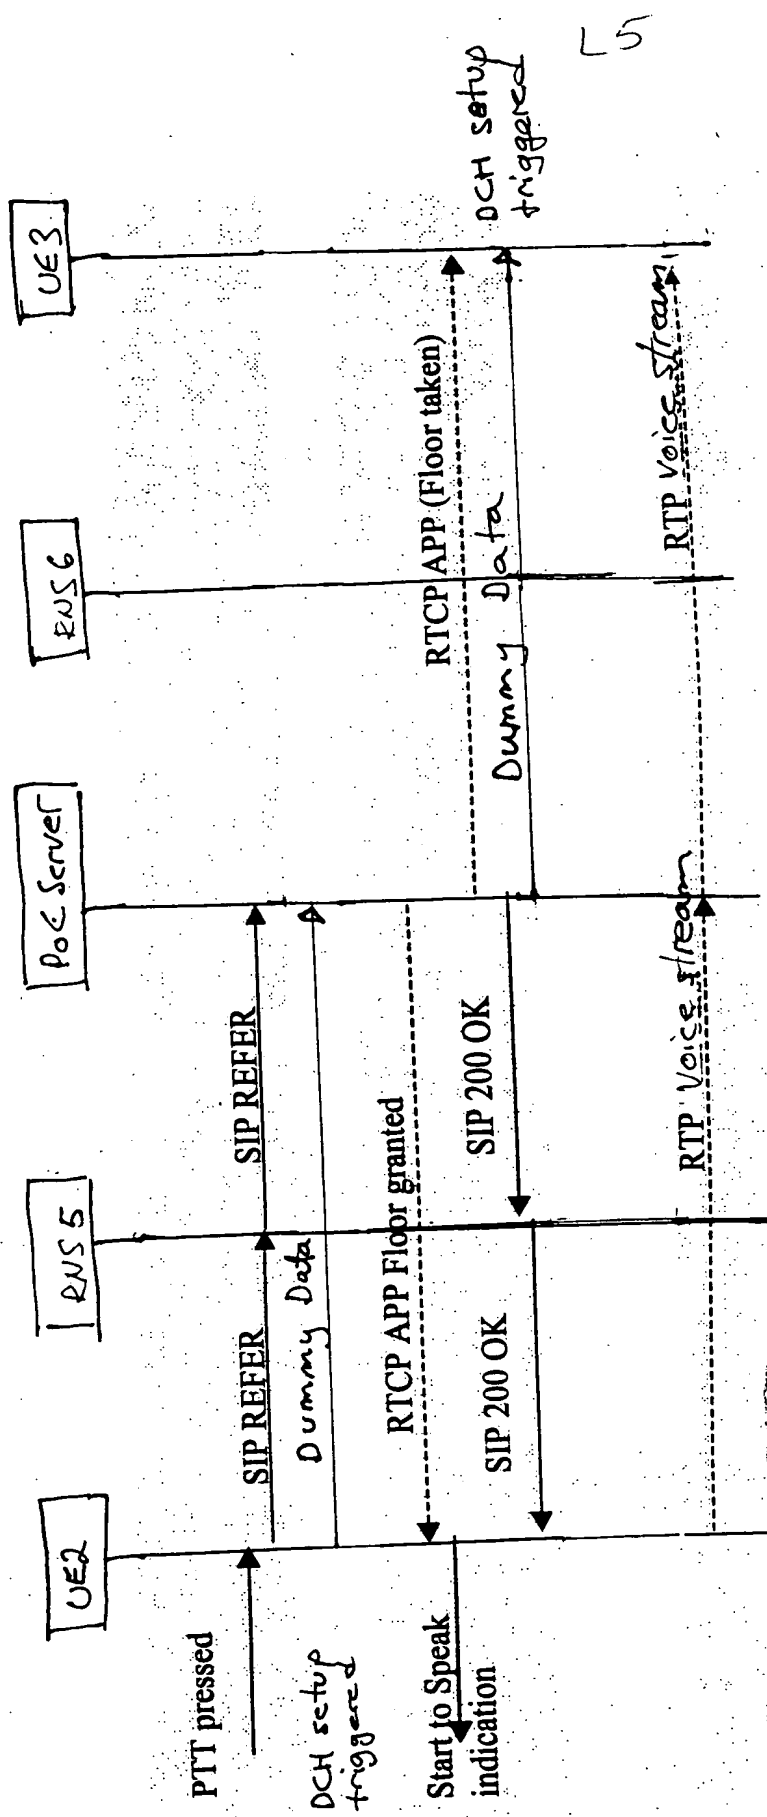 L5
UE2
RNS5
PoC Server
RNS6
UE3
PTT pressed
SIP REFER
SIP REFER
DCH setup
triggered
Dummy Data
RTCP APP Floor granted
RTCP APP (Floor taken)
Start to Speak
indication
SIP 200 OK
SIP 200 OK
Dummy Data
DCH setup
triggered
RTP Voice stream
RTP Voice stream